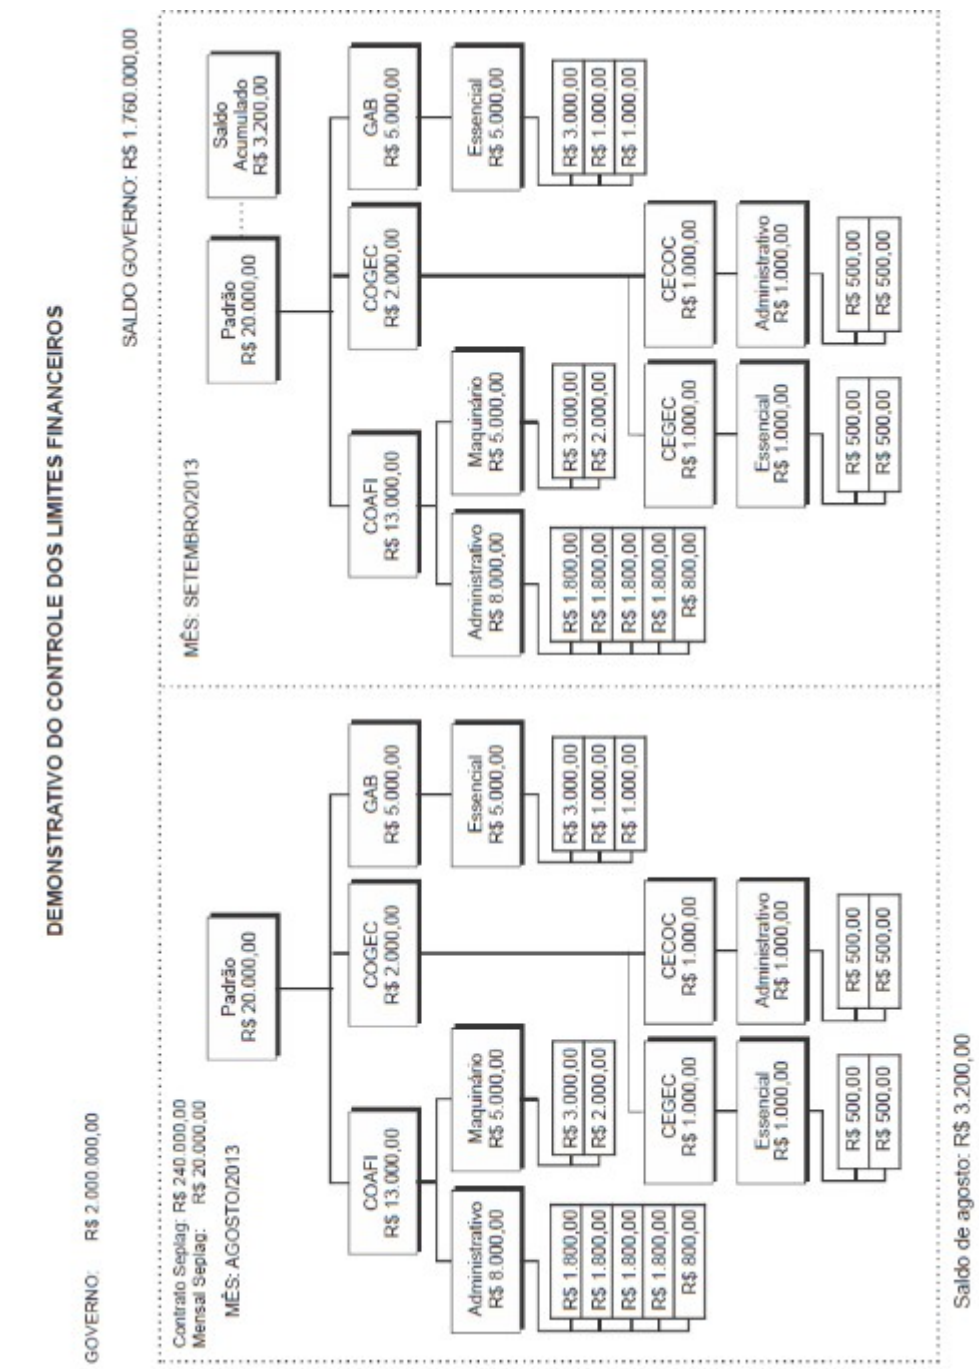 DEMONSTRATIVO DO CONTROLE DOS LIMITES FINANCEIROS
GOVERNO: R$ 2.000.000,00
SALDO GOVERNO: R$ 1.760.000,00
Contrato Seplag: R$ 240.000,00
Mensal Seplag: R$ 20.000,00
MÊS: AGOSTO/2013
Padrão
R$ 20.000,00
COAFI
R$ 13.000,00
COGEC
R$ 2.000,00
GAB
R$ 5.000,00
Administrativo
R$ 8.000,00
Maquinário
R$ 5.000,00
Essencial
R$ 5.000,00
R$ 1.800,00
R$ 1.800,00
R$ 1.800,00
R$ 1.800,00
R$ 800,00
R$ 3.000,00
R$ 2.000,00
R$ 3.000,00
R$ 1.000,00
R$ 1.000,00
CEGEC
R$ 1.000,00
CECOC
R$ 1.000,00
Essencial
R$ 1.000,00
Administrativo
R$ 1.000,00
R$ 500,00
R$ 500,00
R$ 500,00
R$ 500,00
Saldo de agosto: R$ 3.200,00
MÊS: SETEMBRO/2013
Padrão
R$ 20.000,00
Saldo
Acumulado
R$ 3.200,00
COAFI
R$ 13.000,00
COGEC
R$ 2.000,00
GAB
R$ 5.000,00
Administrativo
R$ 8.000,00
Maquinário
R$ 5.000,00
Essencial
R$ 5.000,00
R$ 1.800,00
R$ 1.800,00
R$ 1.800,00
R$ 1.800,00
R$ 800,00
R$ 3.000,00
R$ 2.000,00
R$ 3.000,00
R$ 1.000,00
R$ 1.000,00
CEGEC
R$ 1.000,00
CECOC
R$ 1.000,00
Essencial
R$ 1.000,00
Administrativo
R$ 1.000,00
R$ 500,00
R$ 500,00
R$ 500,00
R$ 500,00